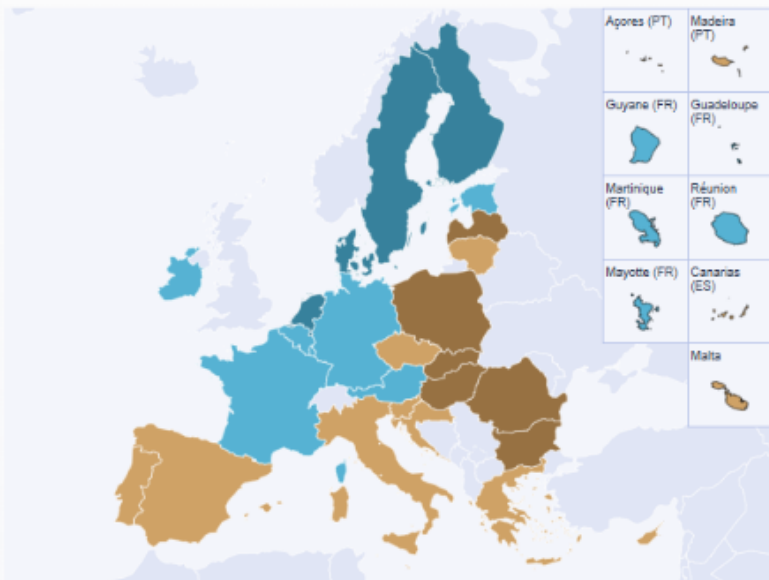 Açores (PT)
Madeira
(PT)
Guyane (FR)
Guadeloupe
(FR)
Martinique
(FR)
Réunion
(FR)
Mayotte (FR)
Canarias
(ES)
Malta